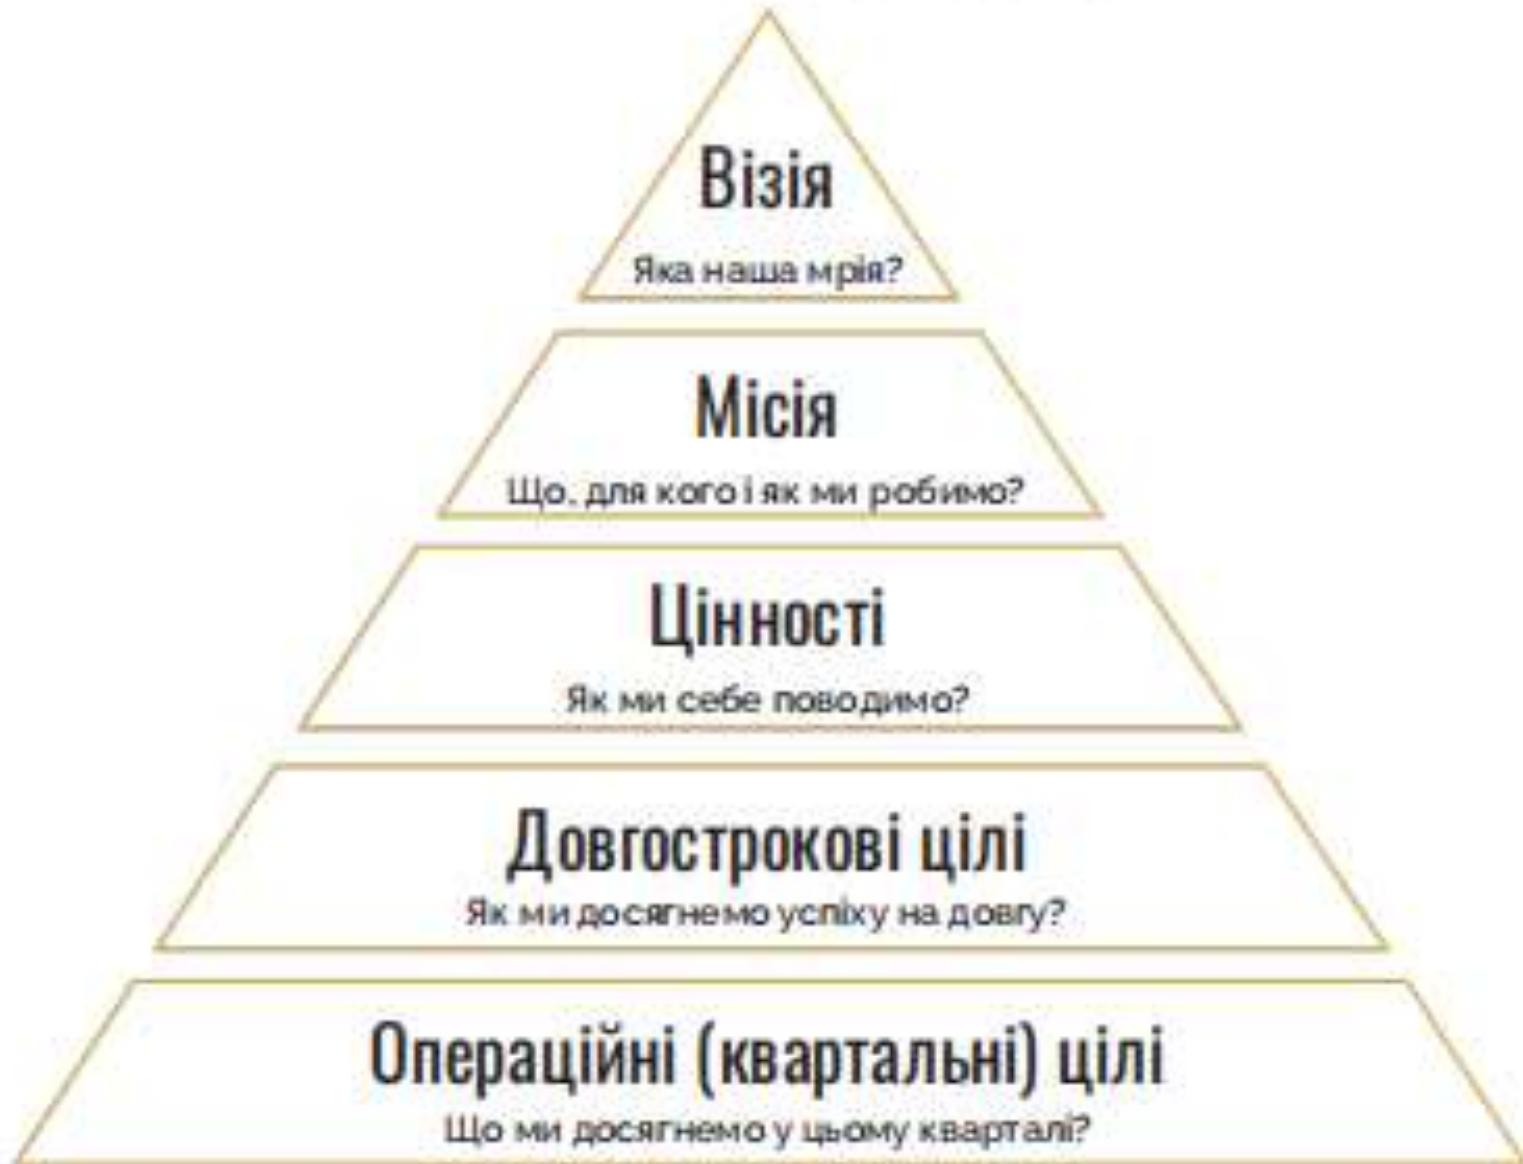 Візія
Яка наша мрія?
Місія
Що, для кого і як ми робимо?
Цінності
Як ми себе поводимо?
Довгострокові цілі
Як ми досягнемо успіху на довгу?
Операційні (квартальні) цілі
Що ми досягнемо у цьому кварталі?